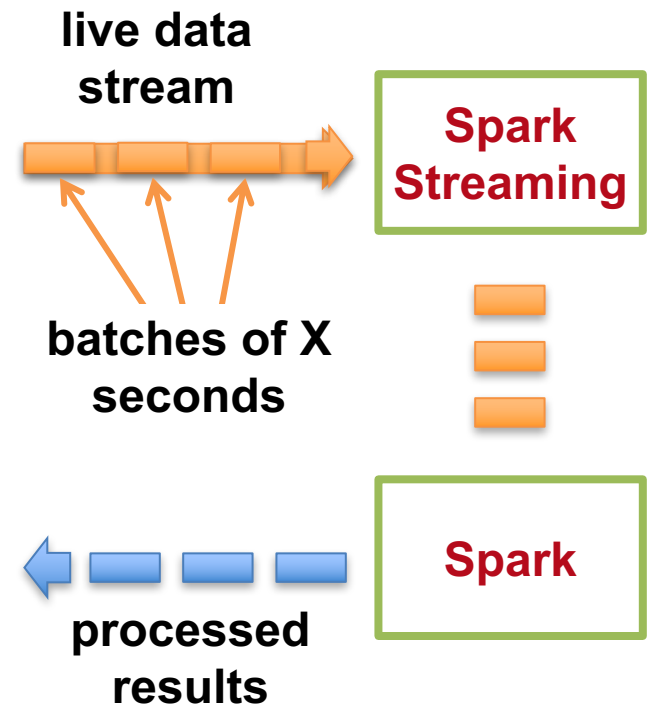 live data
stream
Spark
Streaming
batches of X
seconds
Spark
processed
results